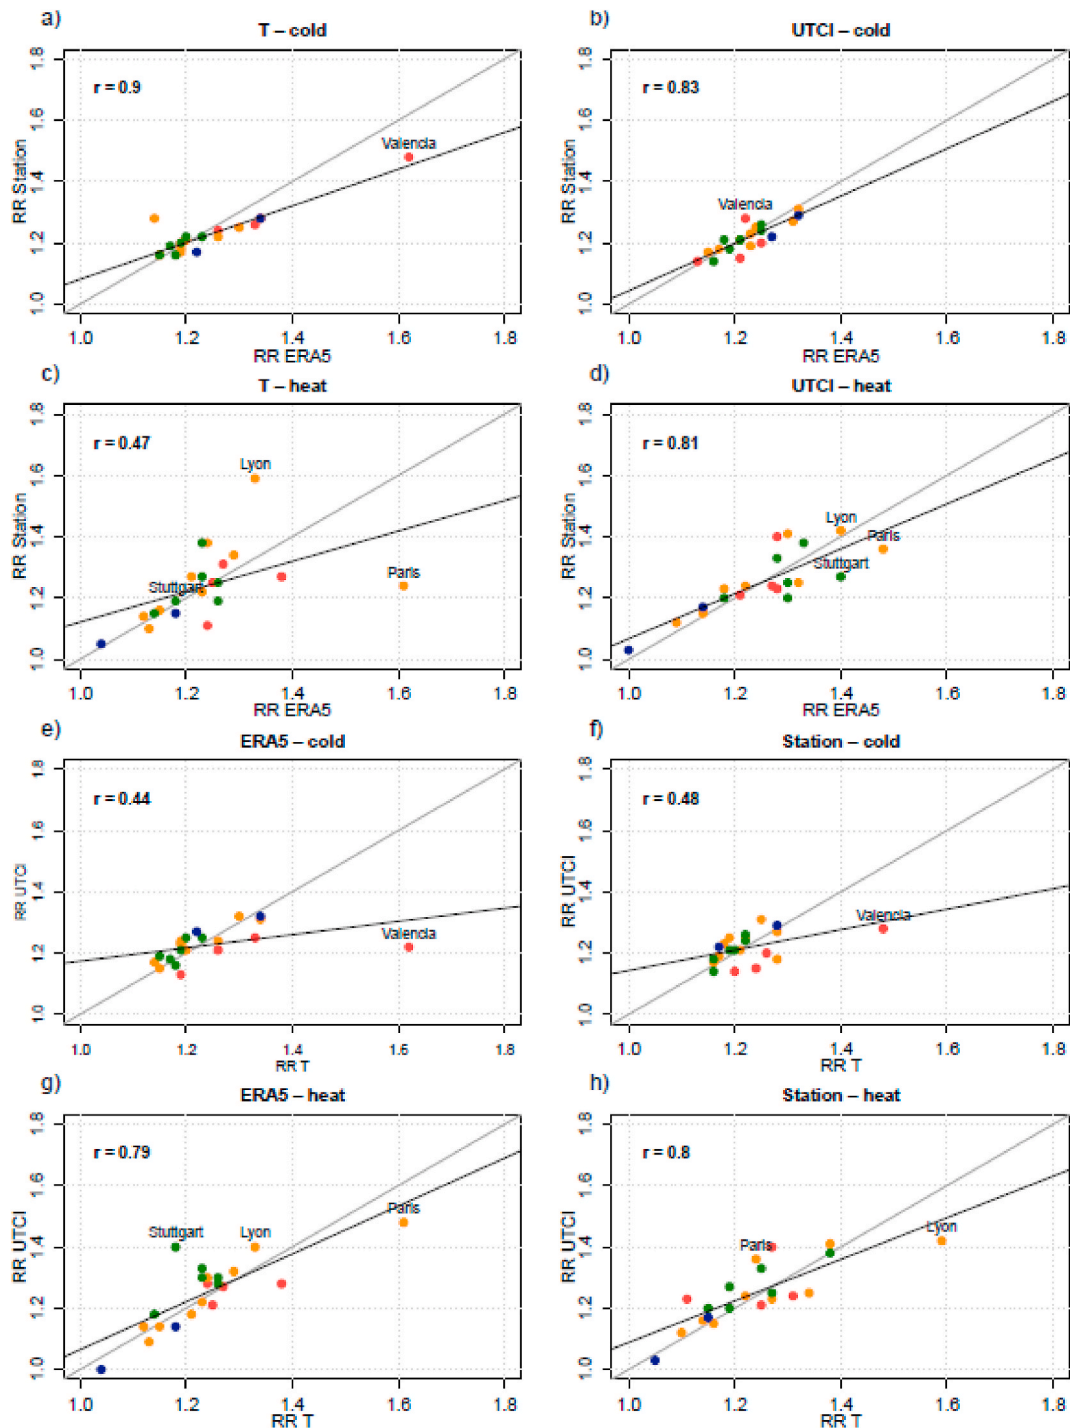 a)
T – cold
r = 0.9
Valencia
RR Station
1.0 1.2 1.4 1.6 1.8
1.0 1.2 1.4 1.6 1.8
RR ERA5
b)
UTCI – cold
r = 0.83
Valencia
RR Station
1.0 1.2 1.4 1.6 1.8
1.0 1.2 1.4 1.6 1.8
RR ERA5
c)
T – heat
r = 0.47
Lyon
Stuttgart
Paris
RR Station
1.0 1.2 1.4 1.6 1.8
1.0 1.2 1.4 1.6 1.8
RR ERA5
d)
UTCI – heat
r = 0.81
Lyon
Paris
Stuttgart
RR Station
1.0 1.2 1.4 1.6 1.8
1.0 1.2 1.4 1.6 1.8
RR ERA5
e)
ERA5 – cold
r = 0.44
Valencia
RR UTCI
1.0 1.2 1.4 1.6 1.8
1.0 1.2 1.4 1.6 1.8
RR T
f)
Station – cold
r = 0.48
Valencia
RR UTCI
1.0 1.2 1.4 1.6 1.8
1.0 1.2 1.4 1.6 1.8
RR T
g)
ERA5 – heat
r = 0.79
Paris
Stuttgart
Lyon
RR UTCI
1.0 1.2 1.4 1.6 1.8
1.0 1.2 1.4 1.6 1.8
RR T
h)
Station – heat
r = 0.8
Lyon
Paris
RR UTCI
1.0 1.2 1.4 1.6 1.8
1.0 1.2 1.4 1.6 1.8
RR T